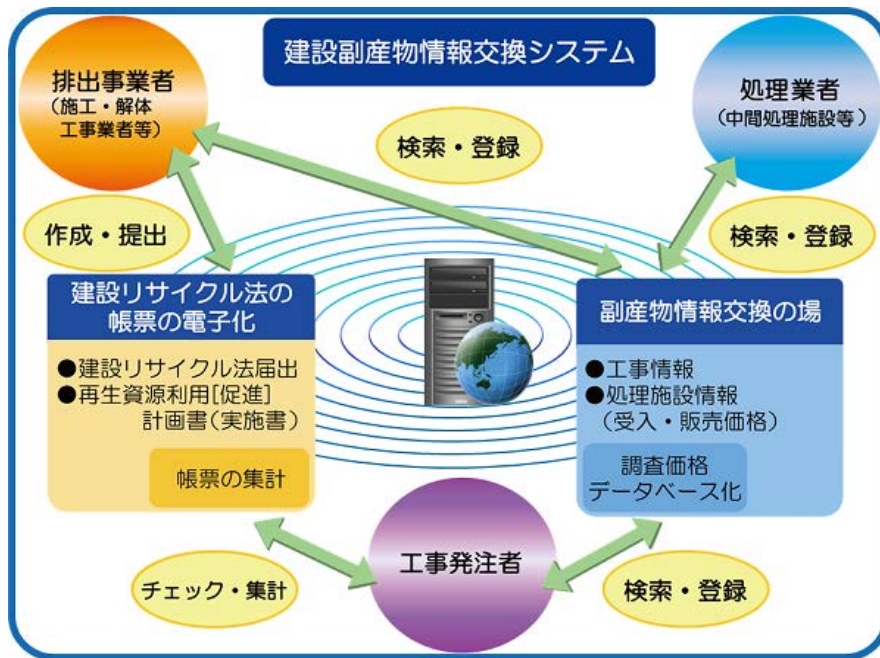 建設副産物情報交換システム
排出事業者
（施工・解体
工事業者等）
処理業者
（中間処理施設等）
検索・登録
作成・提出
検索・登録
建設リサイクル法の
帳票の電子化
●建設リサイクル法届出
●再生資源利用[促進]
計画書（実施書）
帳票の集計
副産物情報交換の場
●工事情報
●処理施設情報
（受入・販売価格）
調査価格
データベース化
工事発注者
チェック・集計
検索・登録